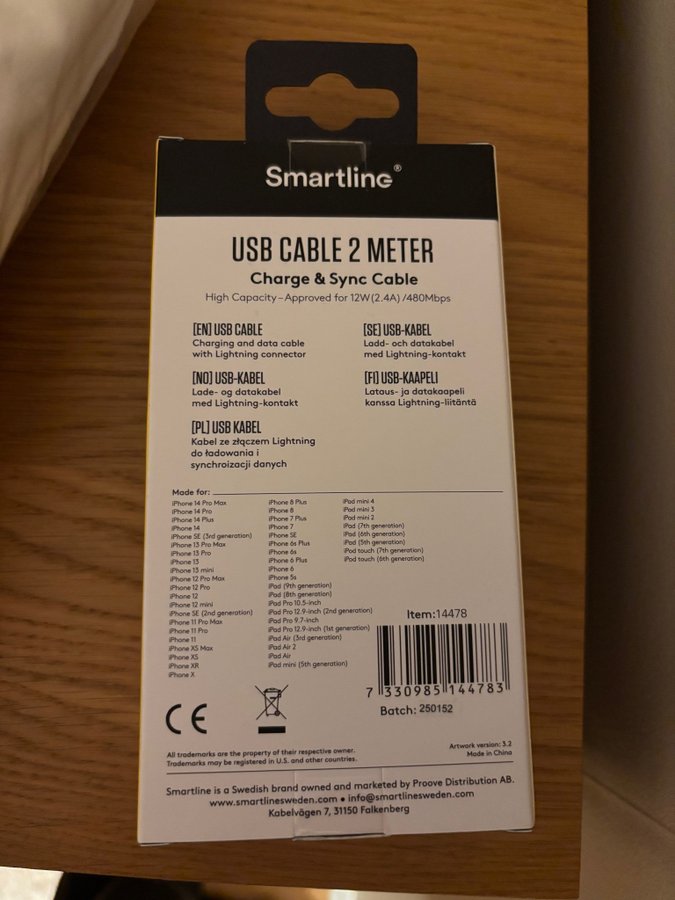 Smartline®
USB CABLE 2 METER
Charge & Sync Cable
High Capacity – Approved for 12W(2.4A) /480Mbps
[EN] USB CABLE
Charging and data cable
with Lightning connector
[SE] USB-KABEL
Ladd- och datakabel
med Lightning-kontakt
[NO] USB-KABEL
Lade- og datakabel
med Lightning-kontakt
[FI] USB-KAAPELI
Lataus- ja datakaapeli
kanssa Lightning-liitäntä
[PL] USB KABEL
Kabel ze złączem Lightning
do ładowania i
synchroizacji danych
Made for:
iPhone 14 Pro Max
iPhone 14 Pro
iPhone 14 Plus
iPhone 14
iPhone SE (3rd generation)
iPhone 13 Pro Max
iPhone 13 Pro
iPhone 13
iPhone 13 mini
iPhone 12 Pro Max
iPhone 12 Pro
iPhone 12
iPhone 12 mini
iPhone SE (2nd generation)
iPhone 11 Pro Max
iPhone 11 Pro
iPhone 11
iPhone XS Max
iPhone XS
iPhone XR
iPhone X
iPhone 8 Plus
iPhone 8
iPhone 7 Plus
iPhone 7
iPhone SE
iPhone 6s Plus
iPhone 6s
iPhone 6 Plus
iPhone 6
iPhone 5s
iPad (9th generation)
iPad (8th generation)
iPad Pro 10.5-inch
iPad Pro 12.9-inch (2nd generation)
iPad Pro 9.7-inch
iPad Pro 12.9-inch (1st generation)
iPad Air (3rd generation)
iPad Air 2
iPad Air
iPad mini (5th generation)
iPad mini 4
iPad mini 3
iPad mini 2
iPad (7th generation)
iPad (6th generation)
iPad (5th generation)
iPod touch (7th generation)
iPod touch (6th generation)
Item:14478
7 330985 144783
Batch: 250152
CE
All trademarks are the property of their respective owner.
Trademarks may be registered in U.S. and other countries.
Artwork version: 3.2
Made in China
Smartline is a Swedish brand owned and marketed by Proove Distribution AB.
www.smartlinesweden.com • info@smartlinesweden.com
Kabelvägen 7, 31150 Falkenberg